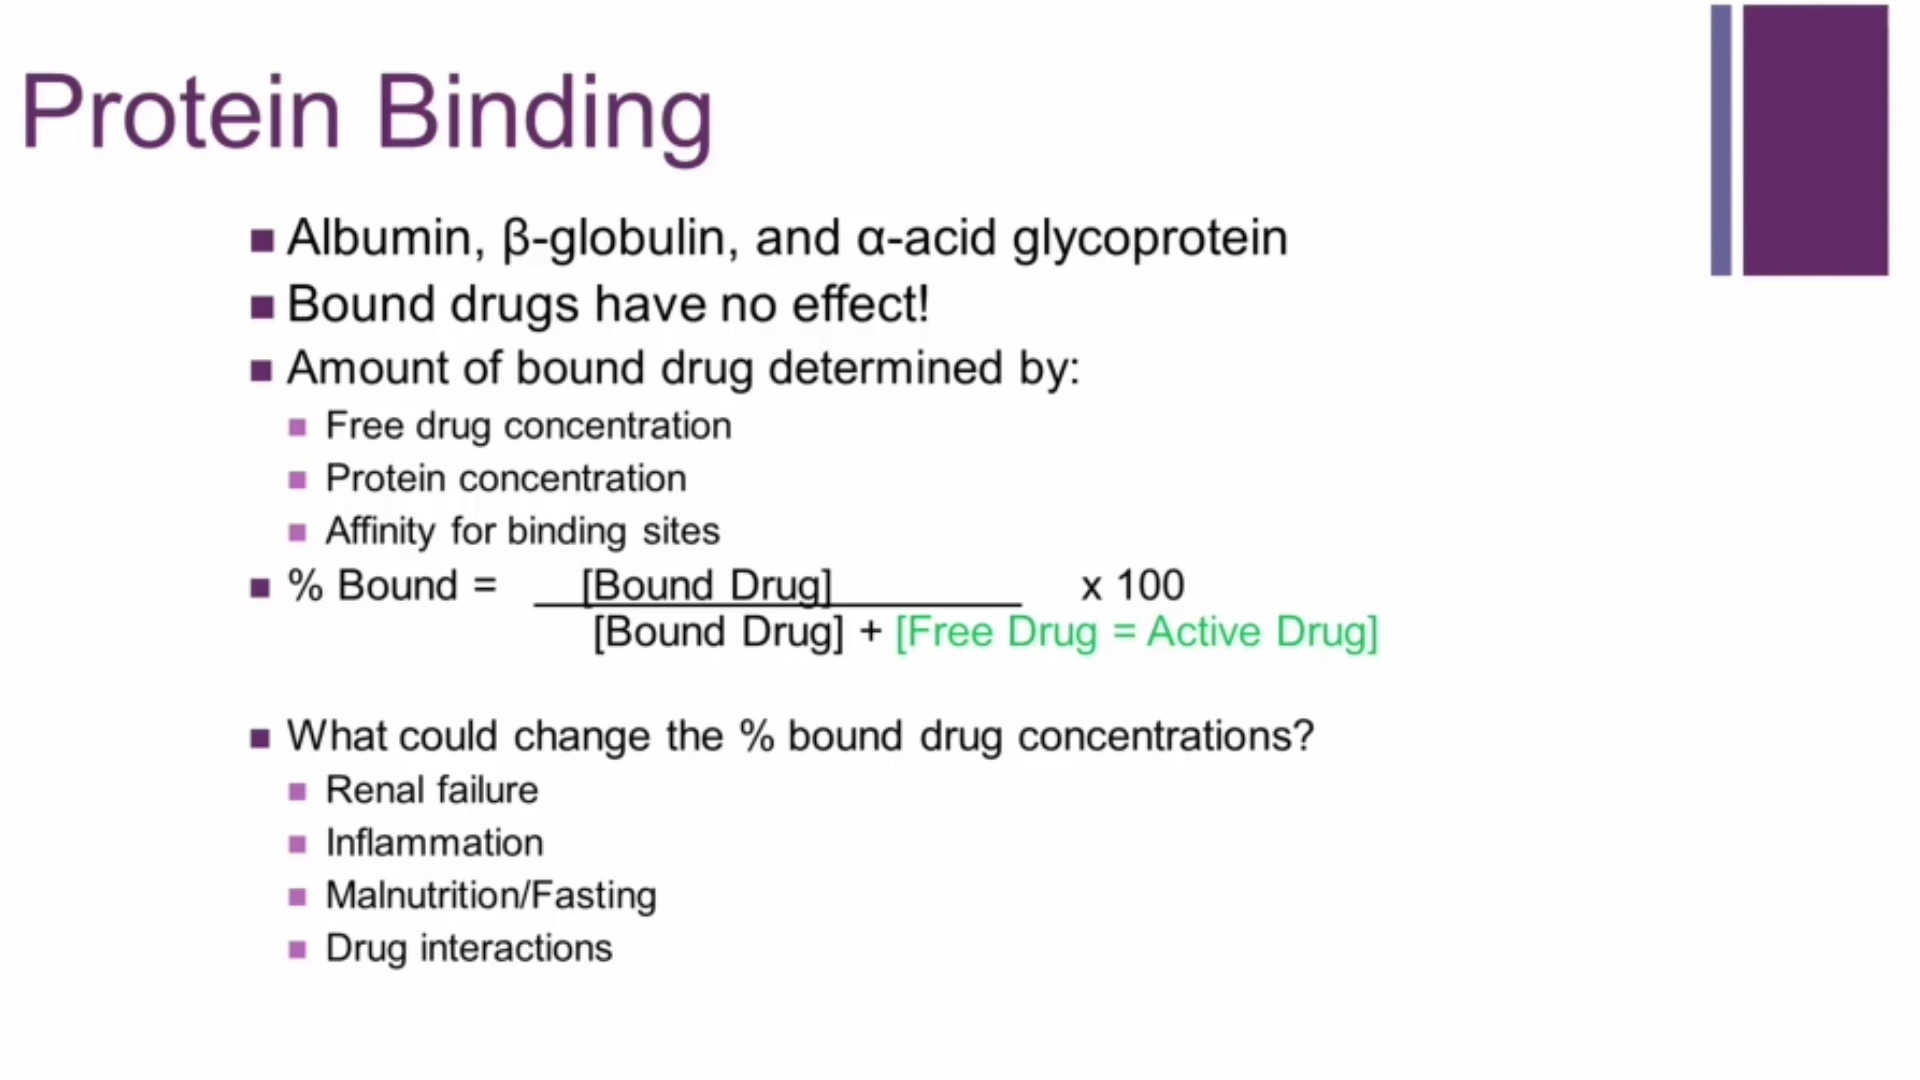 Protein Binding
Albumin, β-globulin, and α-acid glycoprotein
Bound drugs have no effect!
Amount of bound drug determined by:
Free drug concentration
Protein concentration
Affinity for binding sites
% Bound = [Bound Drug] x 100
[Bound Drug] + [Free Drug = Active Drug]
What could change the % bound drug concentrations?
Renal failure
Inflammation
Malnutrition/Fasting
Drug interactions